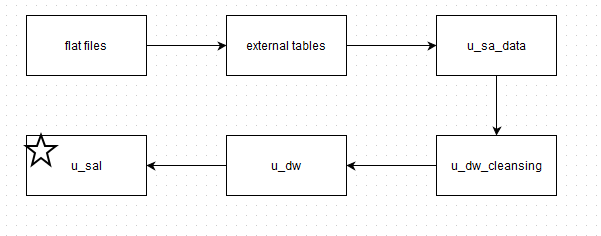 flat files
external tables
u_sa_data
u_sal
u_dw
u_dw_cleansing